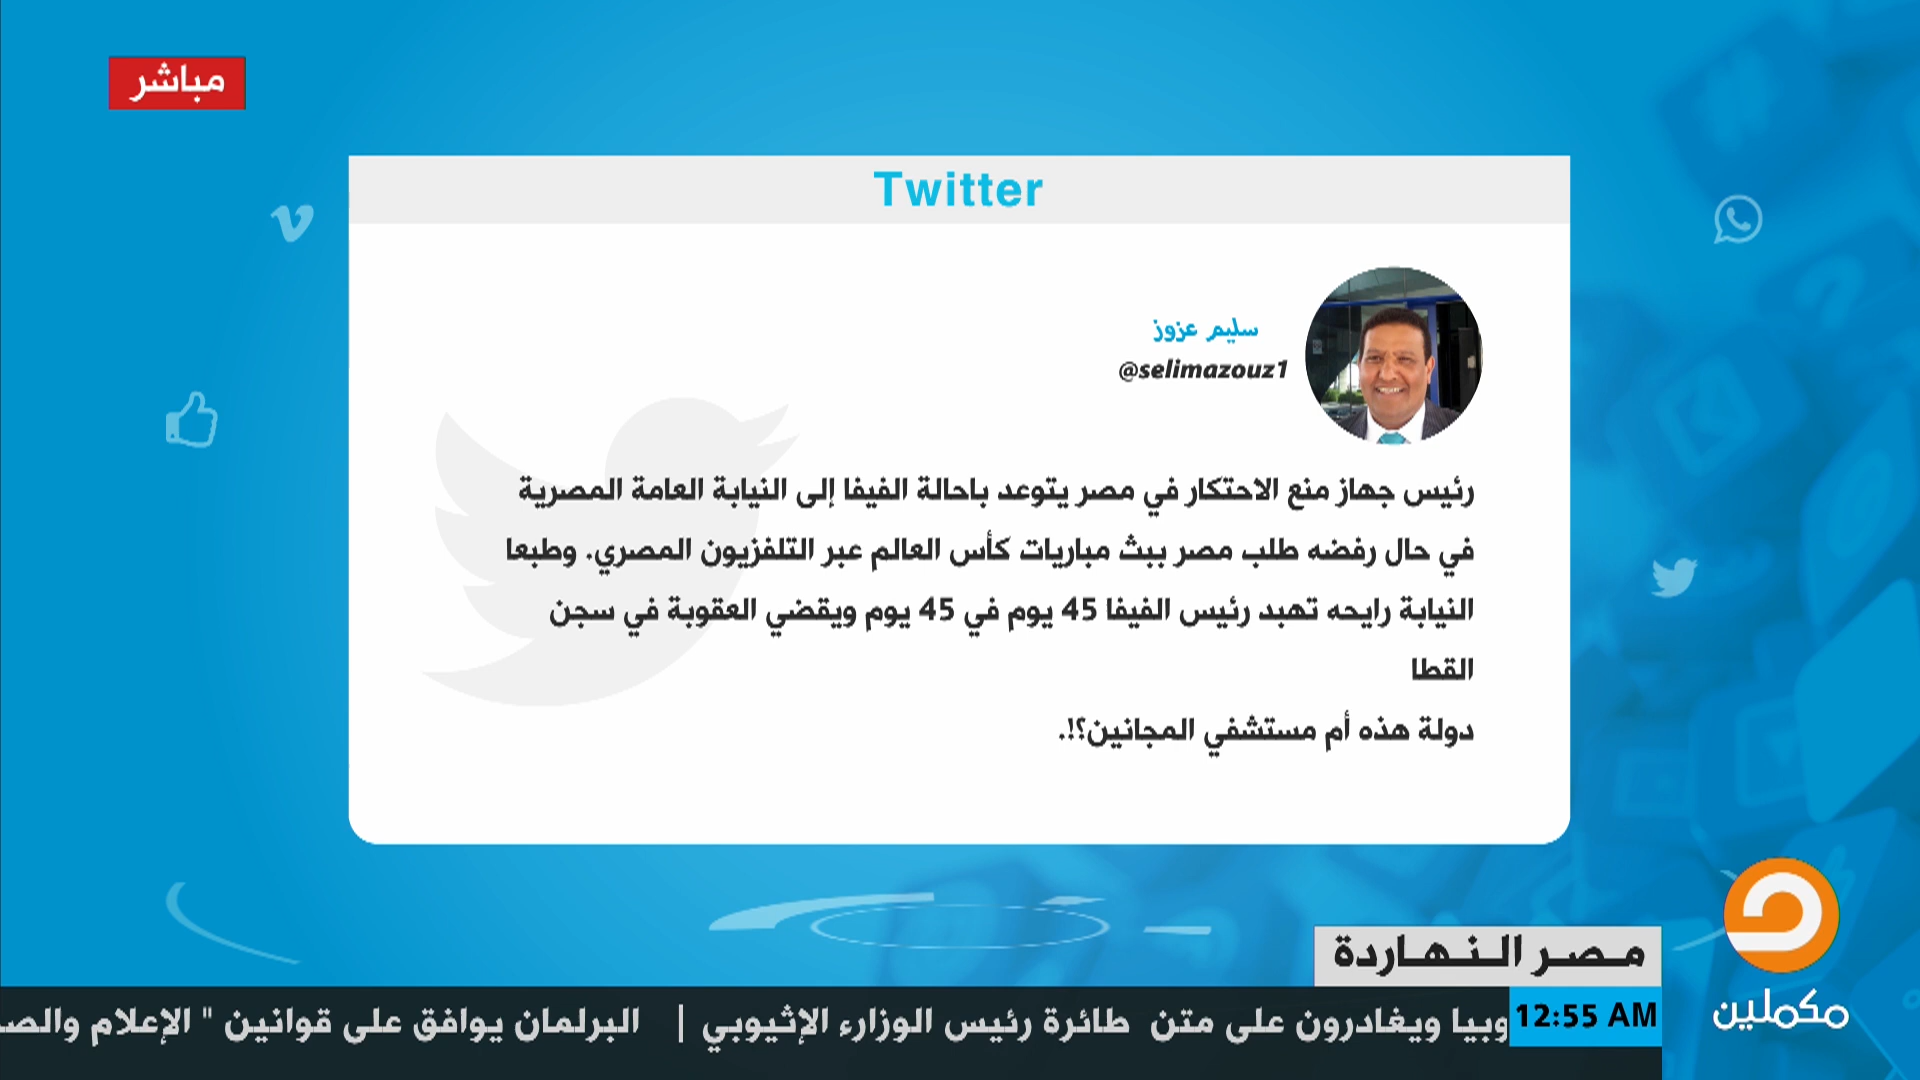 مباشر
Twitter
سليم عزوز
@selimazouz1
رئيس جهاز منع الاحتكار في مصر يتوعد باحالة الفيفا إلى النيابة العامة المصرية
في حال رفضه طلب مصر ببث مباريات كأس العالم عبر التلفزيون المصري. وطبعا
النيابة رايحه تهبد رئيس الفيفا 45 يوم في 45 يوم ويقضي العقوبة في سجن
القطا
دولة هذه أم مستشفي المجانين؟!.
مصر النهاردة
مكملين
12:55 AM
وبيا ويغادرون على متن طائرة رئيس الوزراء الإثيوبي | البرلمان يوافق على قوانين " الإعلام والصـ